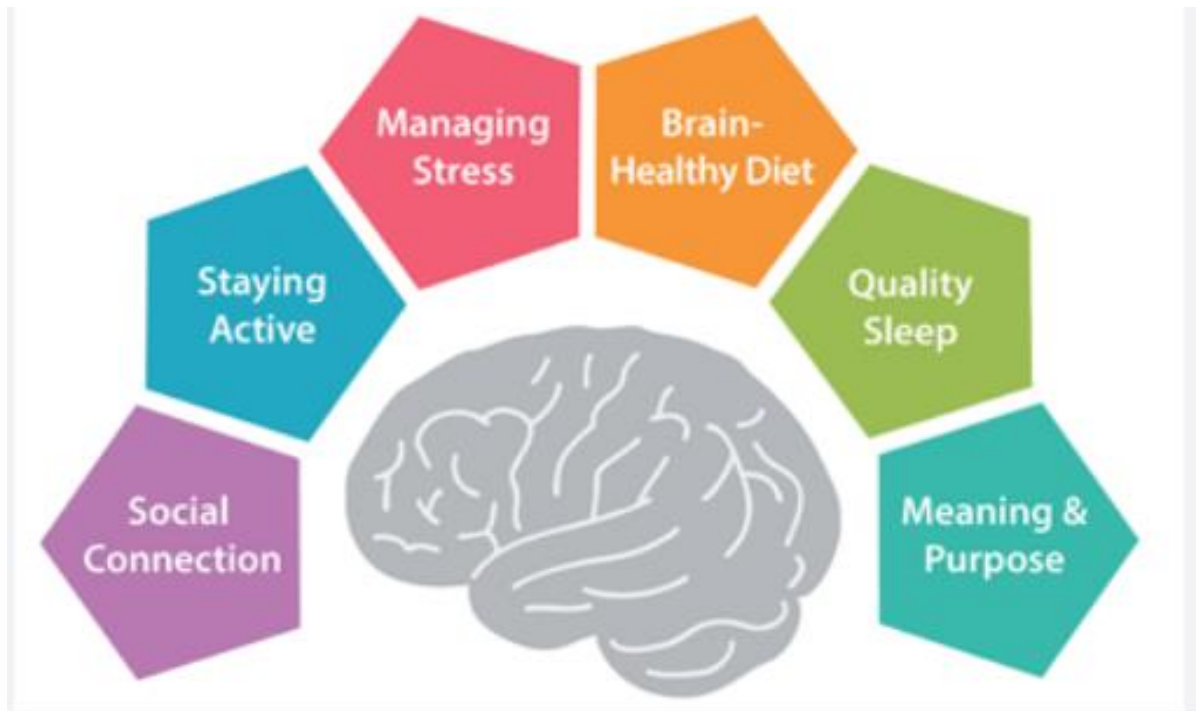 Managing
Stress
Brain-
Healthy Diet
Staying
Active
Quality
Sleep
Social
Connection
Meaning &
Purpose